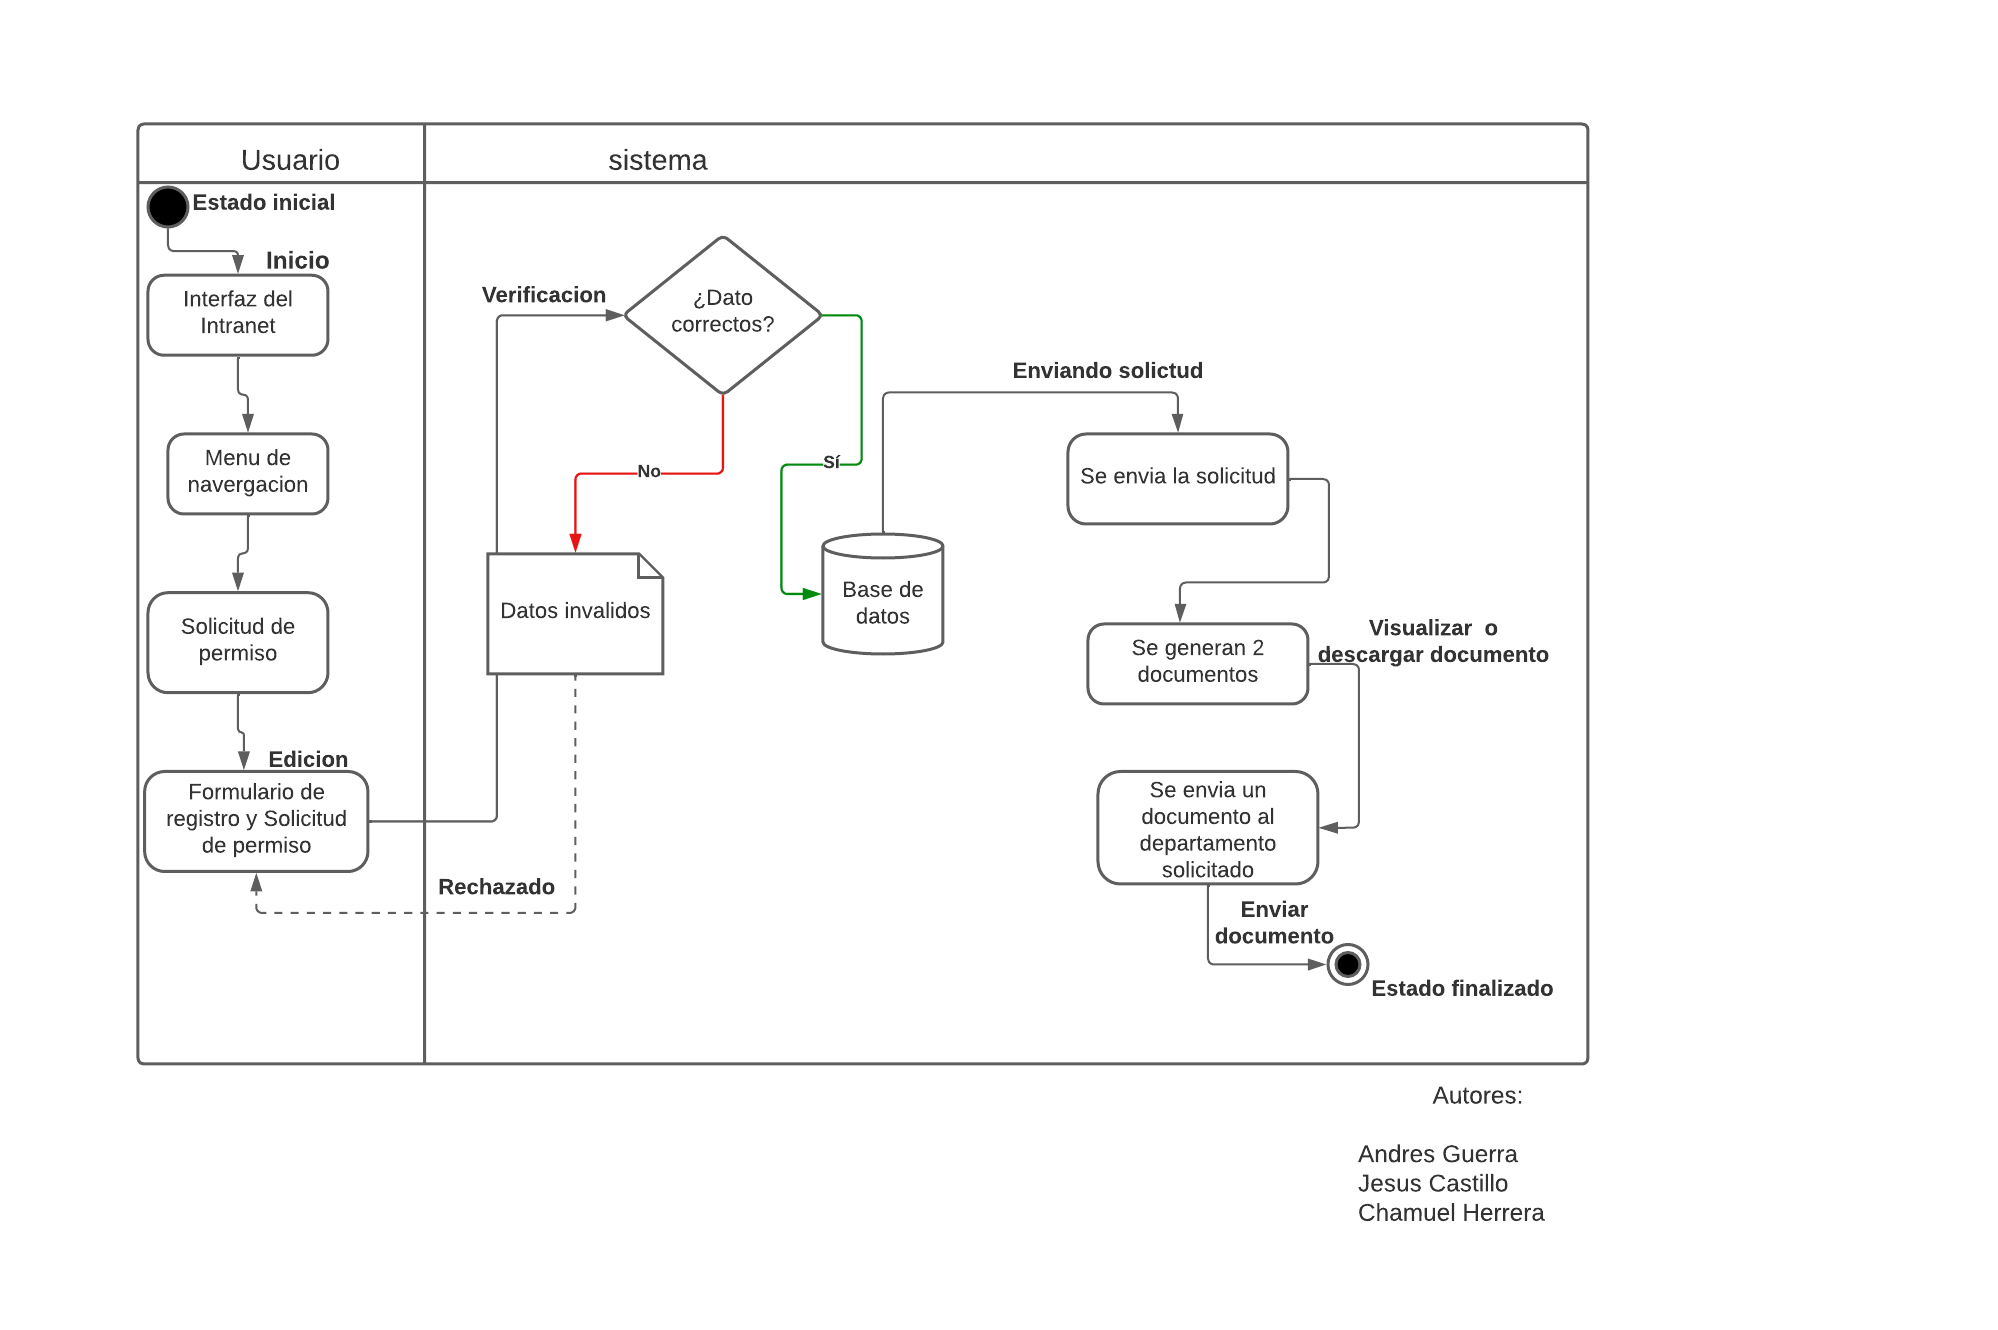 Usuario
sistema
Estado inicial
Inicio
Interfaz del
Intranet
Menu de
navergacion
Solicitud de
permiso
Edicion
Formulario de
registro y Solicitud
de permiso
Verificacion
¿Dato
correctos?
No
Sí
Datos invalidos
Rechazado
Base de
datos
Enviando solictud
Se envia la solicitud
Se generan 2
documentos
Visualizar  o
descargar documento
Se envia un
documento al
departamento
solicitado
Enviar
documento
Estado finalizado
Autores:
Andres Guerra
Jesus Castillo
Chamuel Herrera